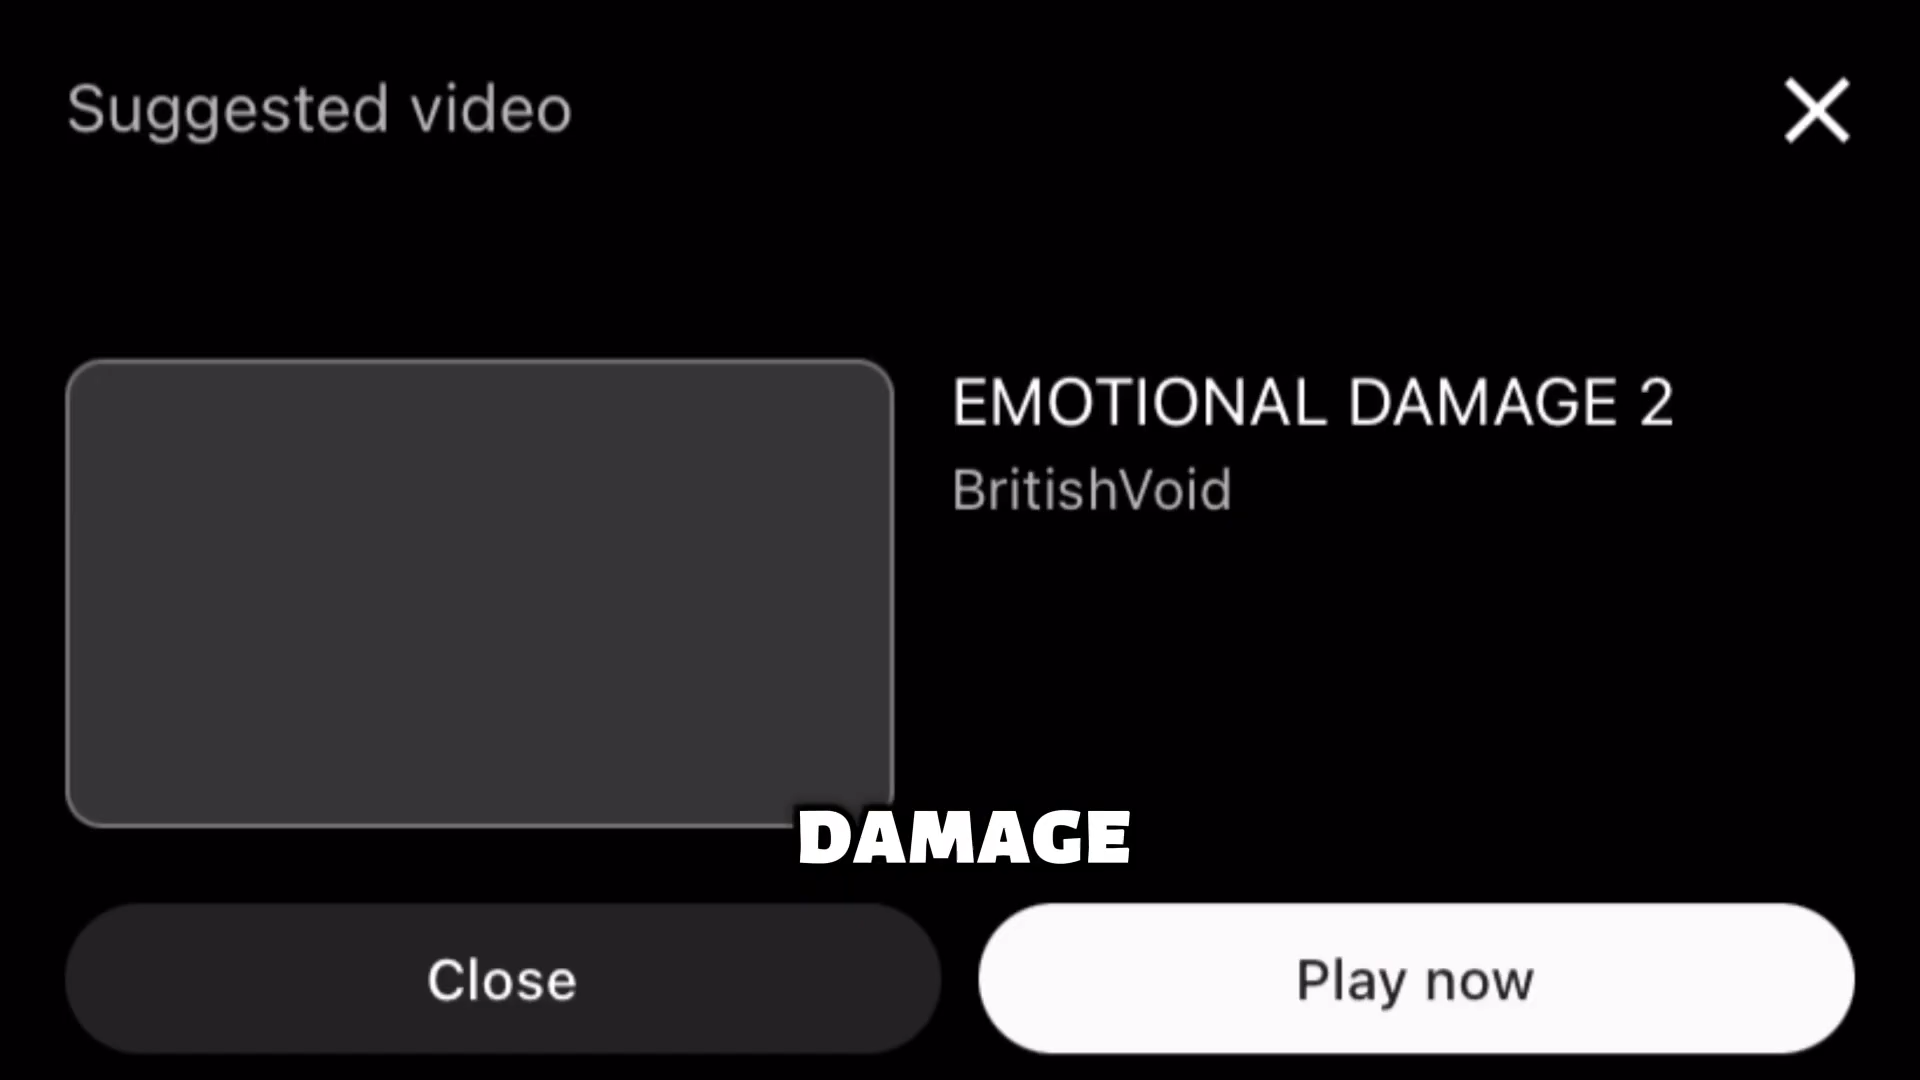 Suggested video
EMOTIONAL DAMAGE 2
BritishVoid
DAMAGE
Close
Play now